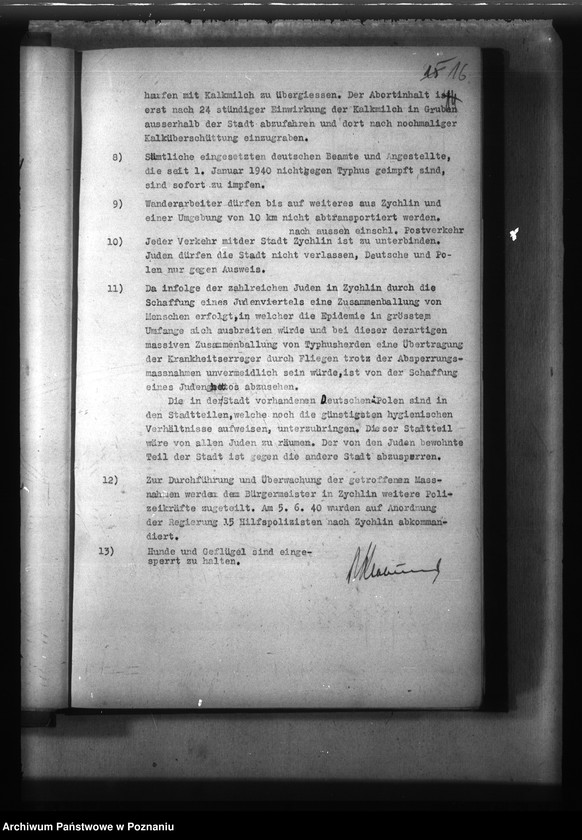 15 16
haufen mit Kalkmilch zu übergiessen. Der Abortinhalt ist
erst nach 24 stündiger Einwirkung der Kalkmilch in Gruben
ausserhalb der Stadt abzufahren und dort nach nochmaliger
Kalküberschüttung einzugraben.
8) Sämtliche eingesetzten deutschen Beamte und Angestellte,
die seit 1. Januar 1940 nicht gegen Typhus geimpft sind,
sind sofort zu impfen.
9) Wanderarbeiter dürfen bis auf weiteres aus Zychlin und
einer Umgebung von 10 km nicht abtransportiert werden.
nach aussen einschl. Postverkehr
10) Jeder Verkehr mitder Stadt Zychlin ist zu unterbinden.
Juden dürfen die Stadt nicht verlassen, Deutsche und Po-
len nur gegen Ausweis.
11) Da infolge der zahlreichen Juden in Zychlin durch die
Schaffung eines Judenviertels eine Zusammenballung von
Menschen erfolgt,in welcher die Epidemie in grösstem
Umfange sich ausbreiten würde und bei dieser derartigen
massiven Zusammenballung von Typhusherden eine Übertragung
der Krankheitserreger durch Fliegen trotz der Absperrungs-
massnahmen unvermeidlich sein würde,ist von der Schaffung
eines Judenghettos abzusehen.
Die in der Stadt vorhandenen Deutschen Polen sind in
den Stadtteilen,welche noch die günstigsten hygienischen
Verhältnisse aufweisen, unterzubringen. Dieser Stadtteil
wäre von allen Juden zu räumen. Der von den Juden bewohnte
Teil der Stadt ist gegen die andere Stadt abzusperren.
12) Zur Durchführung und Überwachung der getroffenen Mass-
nahmen werden dem Bürgermeister in Zychlin weitere Poli-
zeikräfte zugeteilt. Am 5. 6. 40 wurden auf Anordnung
der Regierung 15 Hilfspolizisten nach Zychlin abkomman-
diert.
13) Hunde und Geflügel sind einge-
sperrt zu halten.
Archiwum Państwowe w Poznaniu